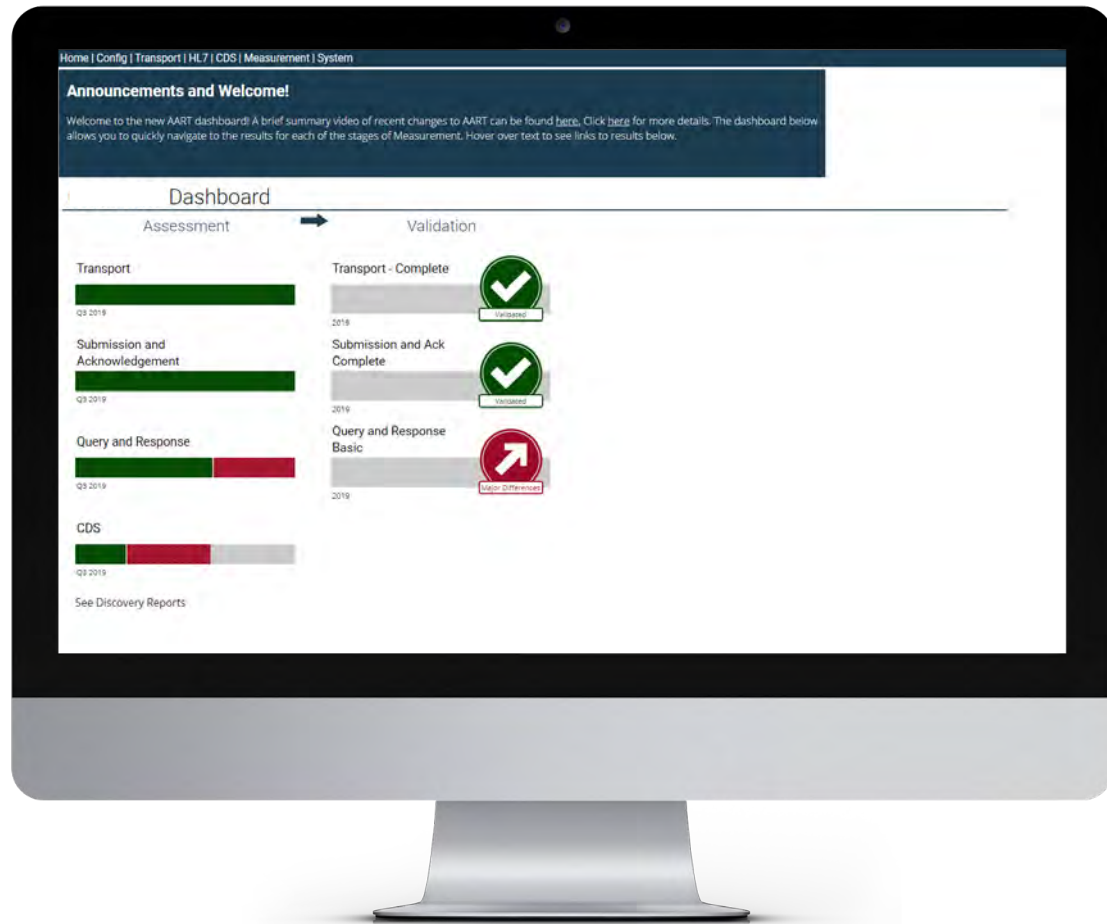 Home | Config | Transport | HL7 | CDS | Measurement | System
Announcements and Welcome!
Welcome to the new AART dashboard! A brief summary video of recent changes to AART can be found here. Click here for more details. The dashboard below
allows you to quickly navigate to the results for each of the stages of Measurement. Hover over text to see links to results below.
Dashboard
Assessment
Validation
Transport
Q3 2019
Transport - Complete
Validated
2019
Submission and
Acknowledgement
Q3 2019
Submission and Ack
Complete
Validated
2019
Query and Response
Q3 2019
Query and Response
Basic
Major Differences
2019
CDS
Q3 2019
See Discovery Reports